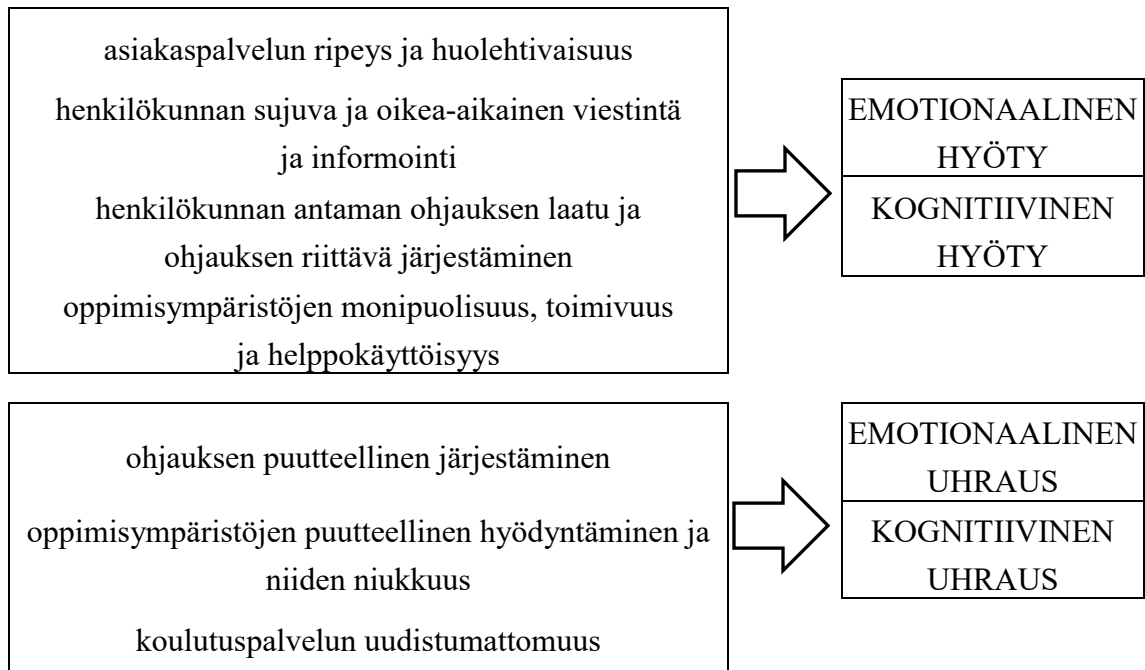 asiakaspalvelun ripeys ja huolehtivaisuus
henkilökunnan sujuva ja oikea-aikainen viestintä
ja informointi
henkilökunnan antaman ohjauksen laatu ja
ohjauksen riittävä järjestäminen
oppimisympäristöjen monipuolisuus, toimivuus
ja helppokäyttöisyys
EMOTIONAALINEN
HYÖTY
KOGNITIIVINEN
HYÖTY
ohjauksen puutteellinen järjestäminen
oppimisympäristöjen puutteellinen hyödyntäminen ja
niiden niukkuus
koulutuspalvelun uudistumattomuus
EMOTIONAALINEN
UHRAUS
KOGNITIIVINEN
UHRAUS